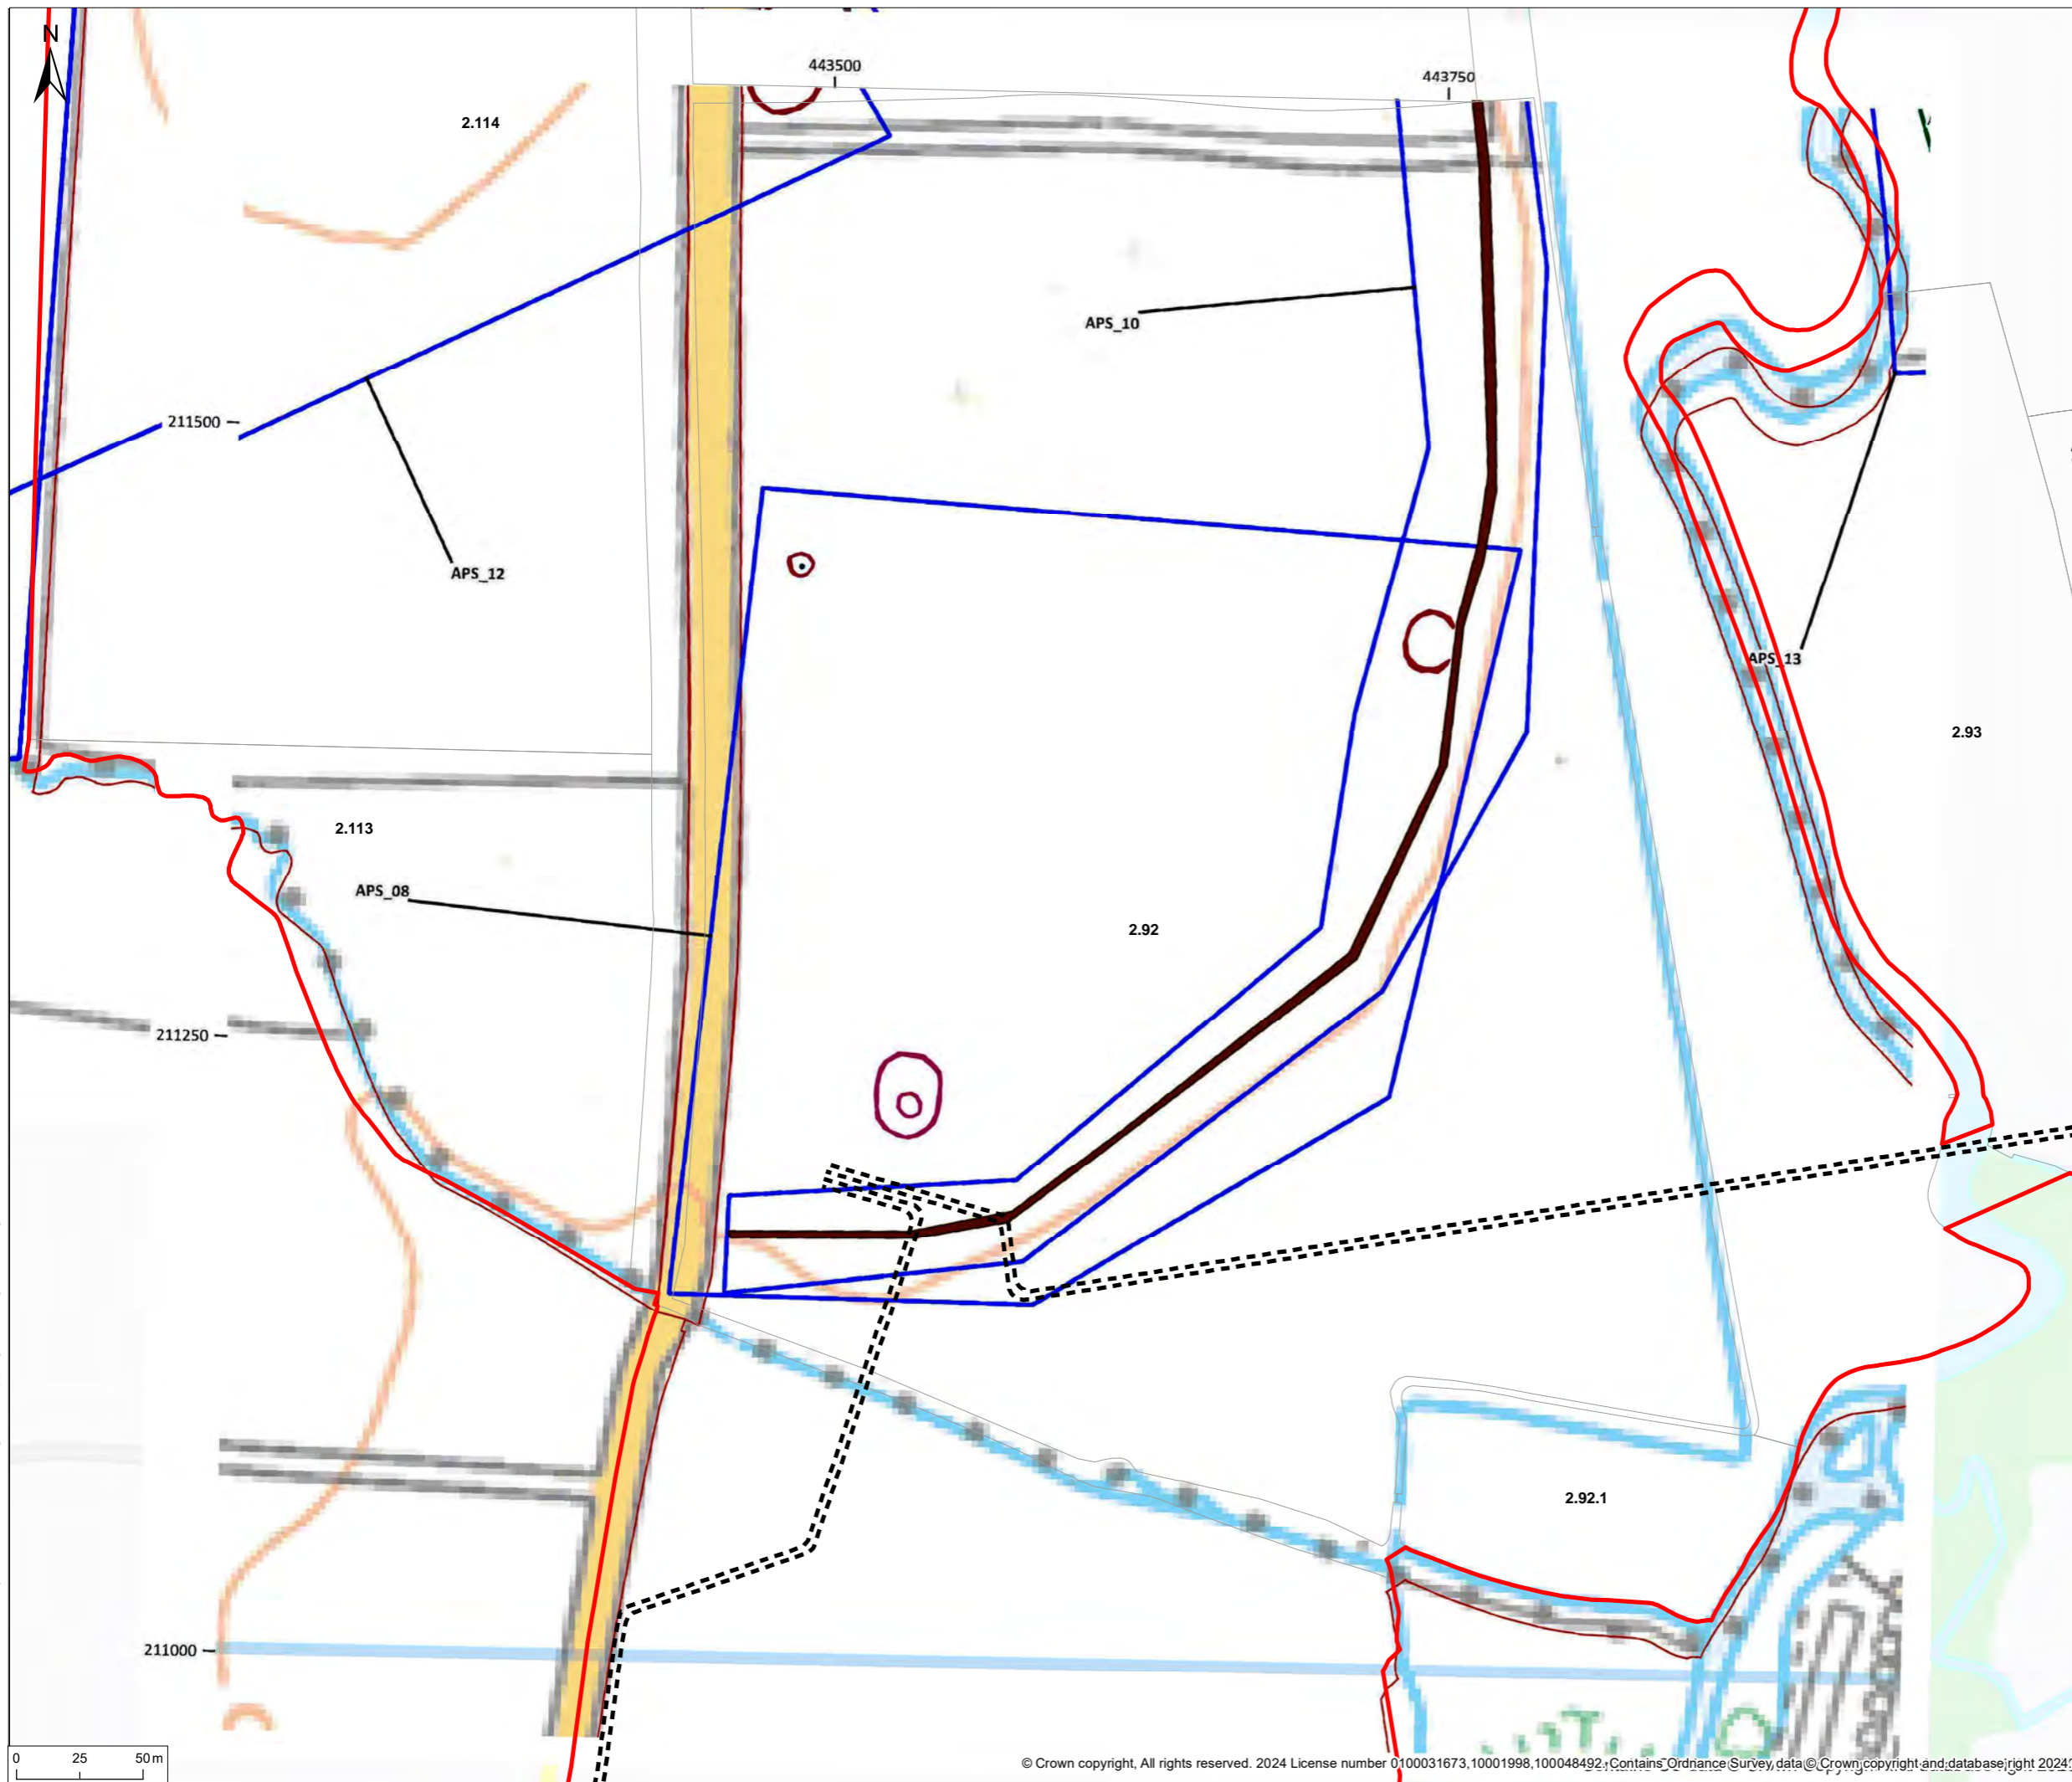 N
443500
443750
2.114
APS_10
211500
APS_12
APS_13
2.93
2.113
APS_08
2.92
211250
2.92.1
211000
0 25 50 m
© Crown copyright, All rights reserved. 2024 License number 0100031673,10001998,100048492. Contains Ordnance Survey data © Crown copyright and database right 2024